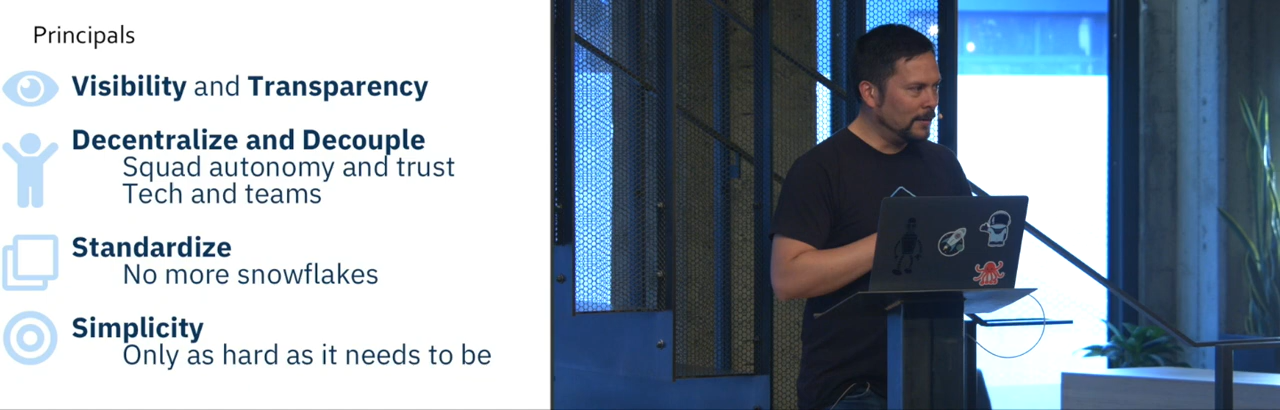 Principals
Visibility and Transparency
Decentralize and Decouple
Squad autonomy and trust
Tech and teams
Standardize
No more snowflakes
Simplicity
Only as hard as it needs to be